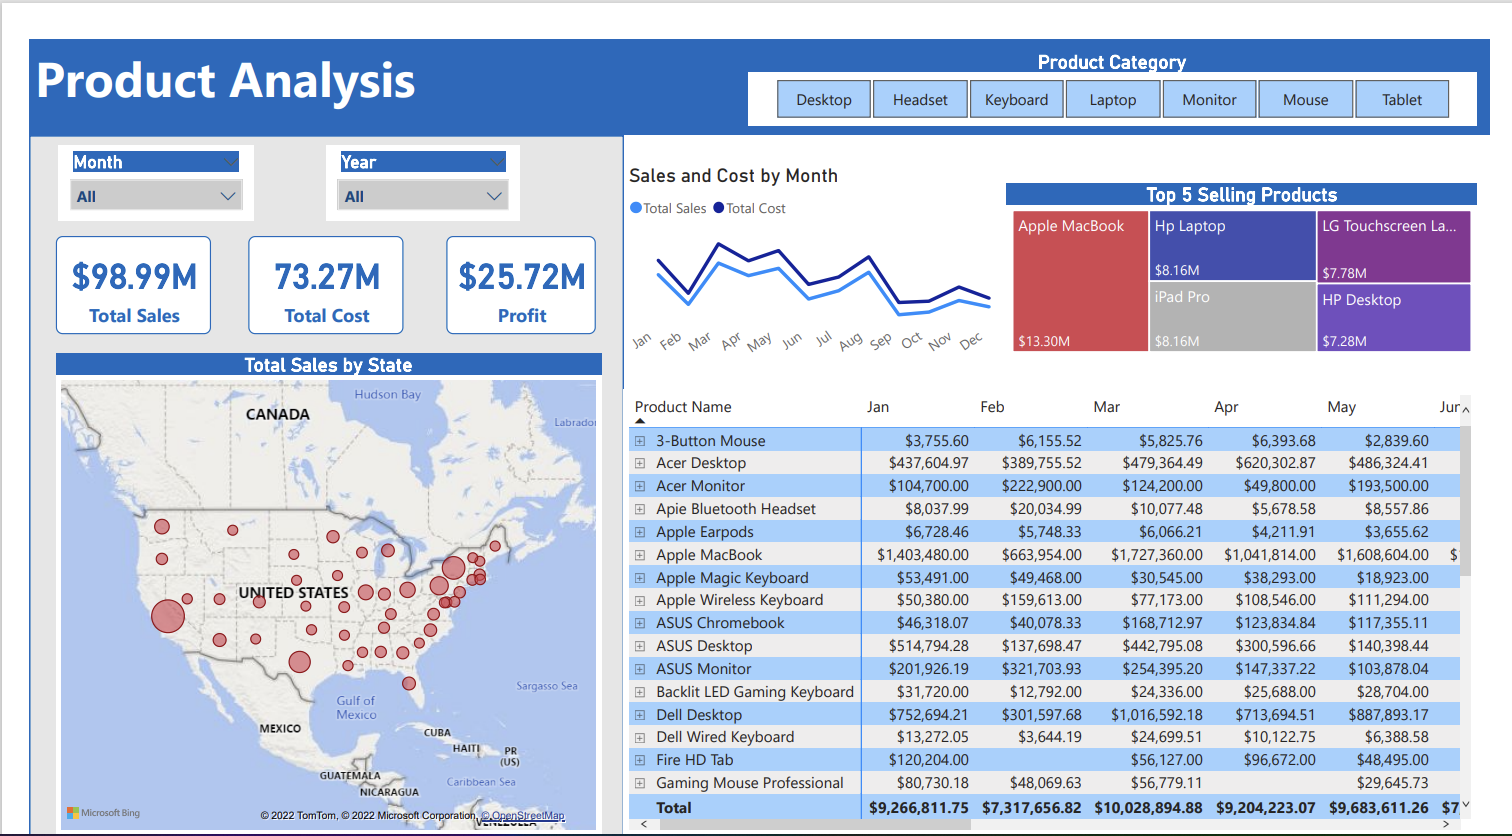 Product Analysis
Product Category
Desktop Headset Keyboard Laptop Monitor Mouse Tablet
Month
All
Year
All
$98.99M
Total Sales
73.27M
Total Cost
$25.72M
Profit
Total Sales by State
Hudson Bay
CANADA
Labrador
UNITED STATES
Sargasso Sea
Gulf of
Mexico
MEXICO
CUBA
HAITI
PR
(US)
GUATEMALA
Caribbean Sea
NICARAGUA
VENEZUELA
Microsoft Bing
© 2022 TomTom, © 2022 Microsoft Corporation, © OpenStreetMap
Sales and Cost by Month
Total Sales Total Cost
Jan Feb Mar Apr May Jun Jul Aug Sep Oct Nov Dec
Top 5 Selling Products
Apple MacBook
$13.30M
Hp Laptop
$8.16M
iPad Pro
$8.16M
LG Touchscreen La...
$7.78M
HP Desktop
$7.28M
Product Name Jan Feb Mar Apr May Jun
3-Button Mouse $3,755.60 $6,155.52 $5,825.76 $6,393.68 $2,839.60
Acer Desktop $437,604.97 $389,755.52 $479,364.49 $620,302.87 $486,324.41
Acer Monitor $104,700.00 $222,900.00 $124,200.00 $49,800.00 $193,500.00
Apie Bluetooth Headset $8,037.99 $20,034.99 $10,077.48 $5,678.58 $8,557.86
Apple Earpods $6,728.46 $5,748.33 $6,066.21 $4,211.91 $3,655.62
Apple MacBook $1,403,480.00 $663,954.00 $1,727,360.00 $1,041,814.00 $1,608,604.00 $
Apple Magic Keyboard $53,491.00 $49,468.00 $30,545.00 $38,293.00 $18,923.00
Apple Wireless Keyboard $50,380.00 $159,613.00 $77,173.00 $108,546.00 $111,294.00
ASUS Chromebook $46,318.07 $40,078.33 $168,712.97 $123,834.84 $117,355.11
ASUS Desktop $514,794.28 $137,698.47 $442,795.08 $300,596.66 $140,398.44
ASUS Monitor $201,926.19 $321,703.93 $254,395.20 $147,337.22 $103,878.04
Backlit LED Gaming Keyboard $31,720.00 $12,792.00 $24,336.00 $25,688.00 $28,704.00
Dell Desktop $752,694.21 $301,597.68 $1,016,592.18 $713,694.51 $887,893.17
Dell Wired Keyboard $13,272.05 $3,644.19 $24,699.51 $10,122.75 $6,388.58
Fire HD Tab $120,204.00 $56,127.00 $96,672.00 $48,495.00
Gaming Mouse Professional $80,730.18 $48,069.63 $56,779.11 $29,645.73
Total $9,266,811.75 $7,317,656.82 $10,028,894.88 $9,204,223.07 $9,683,611.26 $7